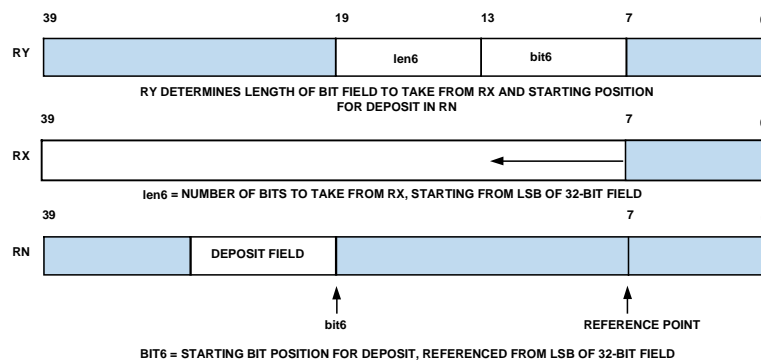 39 19 13 7
RY len6 bit6
RY DETERMINES LENGTH OF BIT FIELD TO TAKE FROM RX AND STARTING POSITION
FOR DEPOSIT IN RN
39 7
RX
len6 = NUMBER OF BITS TO TAKE FROM RX, STARTING FROM LSB OF 32-BIT FIELD
39 7
RN DEPOSIT FIELD
bit6 REFERENCE POINT
BIT6 = STARTING BIT POSITION FOR DEPOSIT, REFERENCED FROM LSB OF 32-BIT FIELD